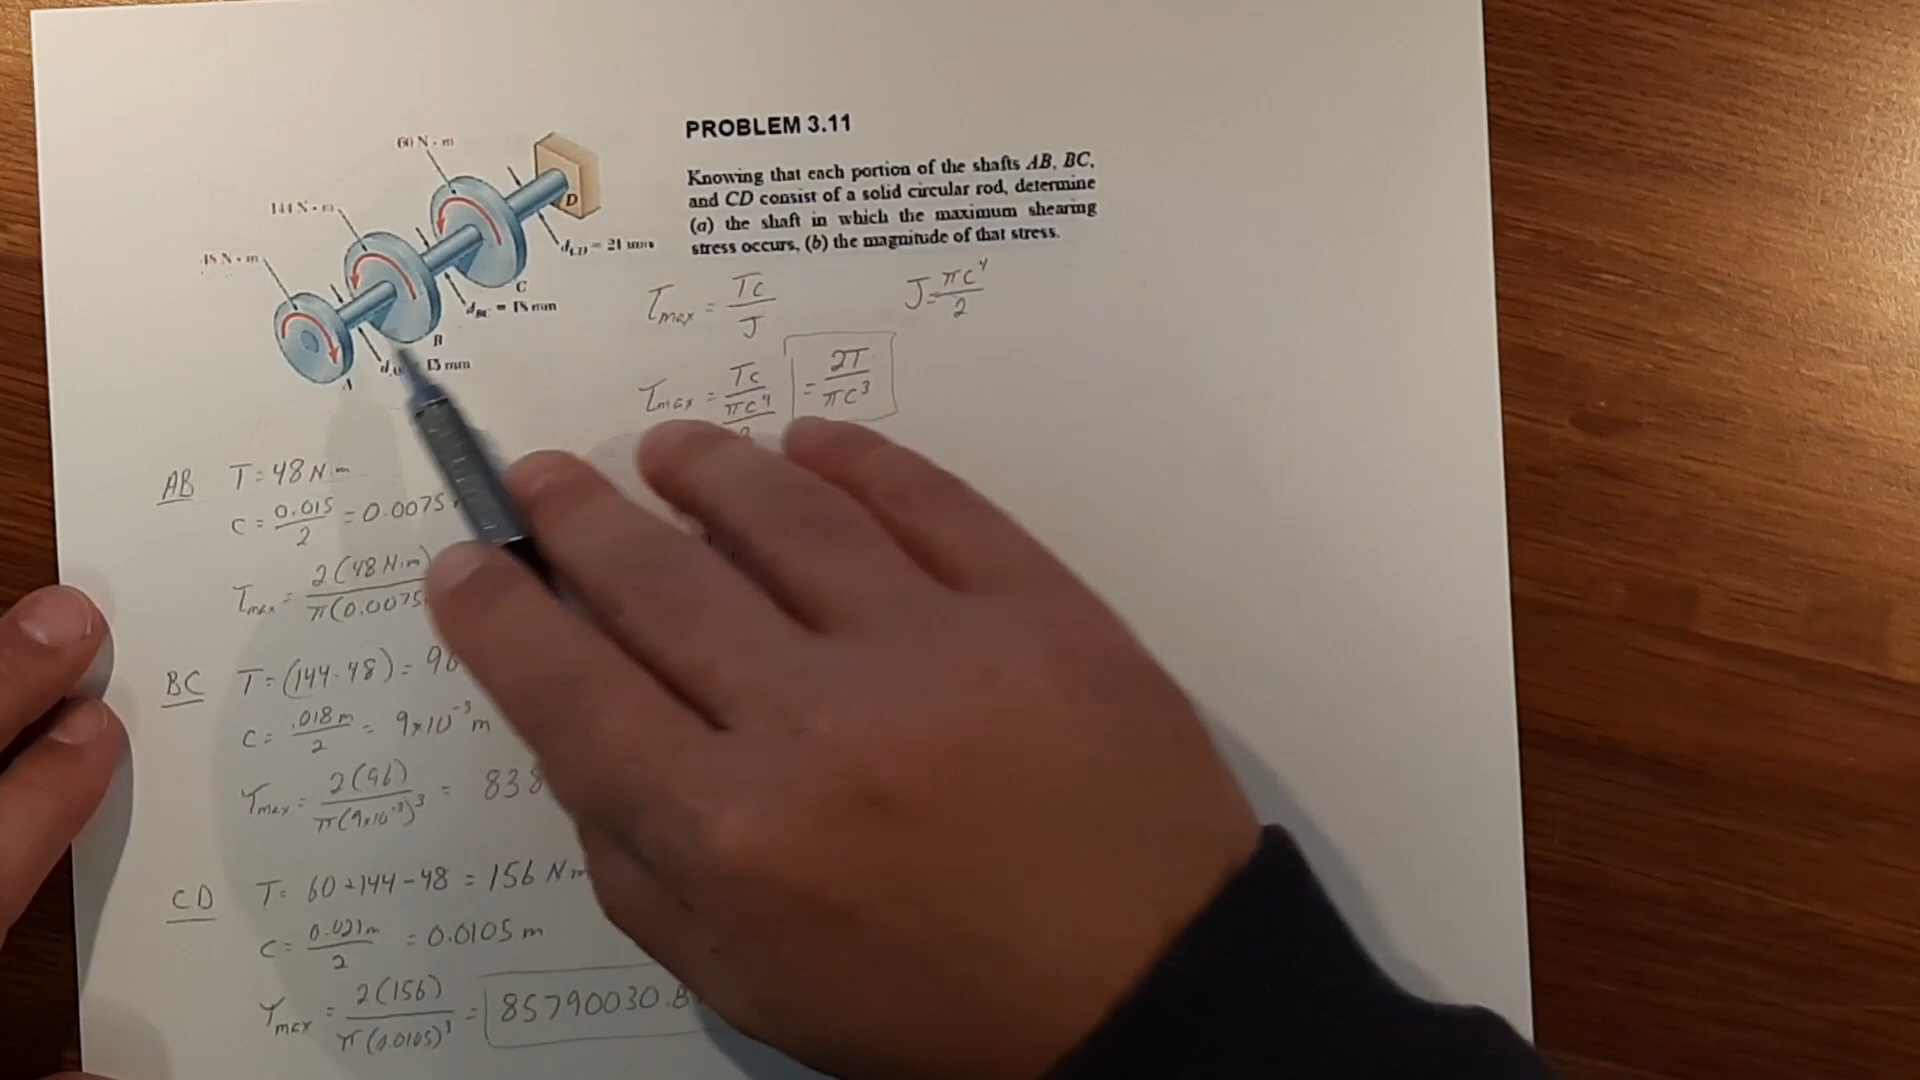 PROBLEM 3.11
Knowing that each portion of the shafts AB, BC,
and CD consist of a solid circular rod, determine
(a) the shaft in which the maximum shearing
stress occurs, (b) the magnitude of that stress.
60 N · m
144 N · m
48 N · m
D
d_CD = 21 mm
C
d_BC = 18 mm
B
15 mm
A
τmax = Tc/J
J = πc⁴/2
τmax = Tc/(πc⁴/2) = 2T/πc³
AB T = 48 N·m
c = 0.015/2 = 0.0075
τmax = 2(48 N·m)/π(0.0075
BC T = (144-48) = 96
c = .018 m/2 = 9x10⁻³ m
τmax = 2(96)/π(9x10⁻³)³ = 838
CD T = 60+144-48 = 156 N
c = 0.021m/2 = 0.0105 m
τmax = 2(156)/π(0.0105)³ = 85790030.8